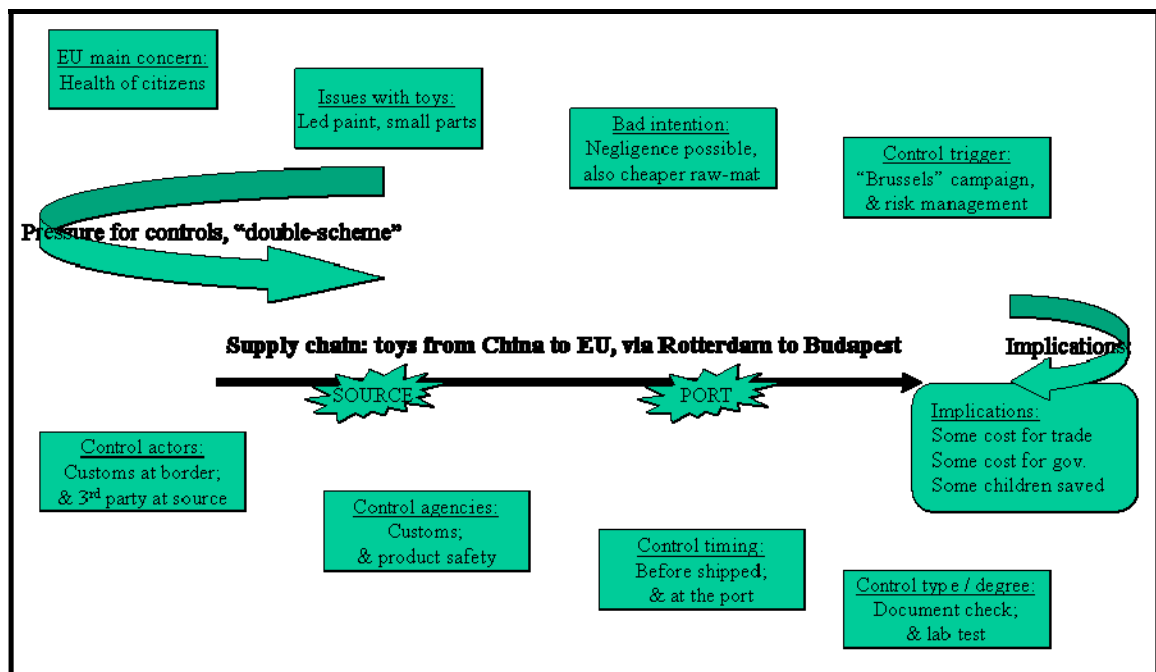 EU main concern:
Health of citizens
Issues with toys:
Led paint, small parts
Bad intention:
Negligence possible,
also cheaper raw-mat
Control trigger:
“Brussels” campaign,
& risk management
Pressure for controls, “double-scheme”
Supply chain: toys from China to EU, via Rotterdam to Budapest
Implications:
SOURCE
PORT
Implications:
Some cost for trade
Some cost for gov.
Some children saved
Control actors:
Customs at border;
& 3rd party at source
Control agencies:
Customs;
& product safety
Control timing:
Before shipped;
& at the port
Control type / degree:
Document check;
& lab test